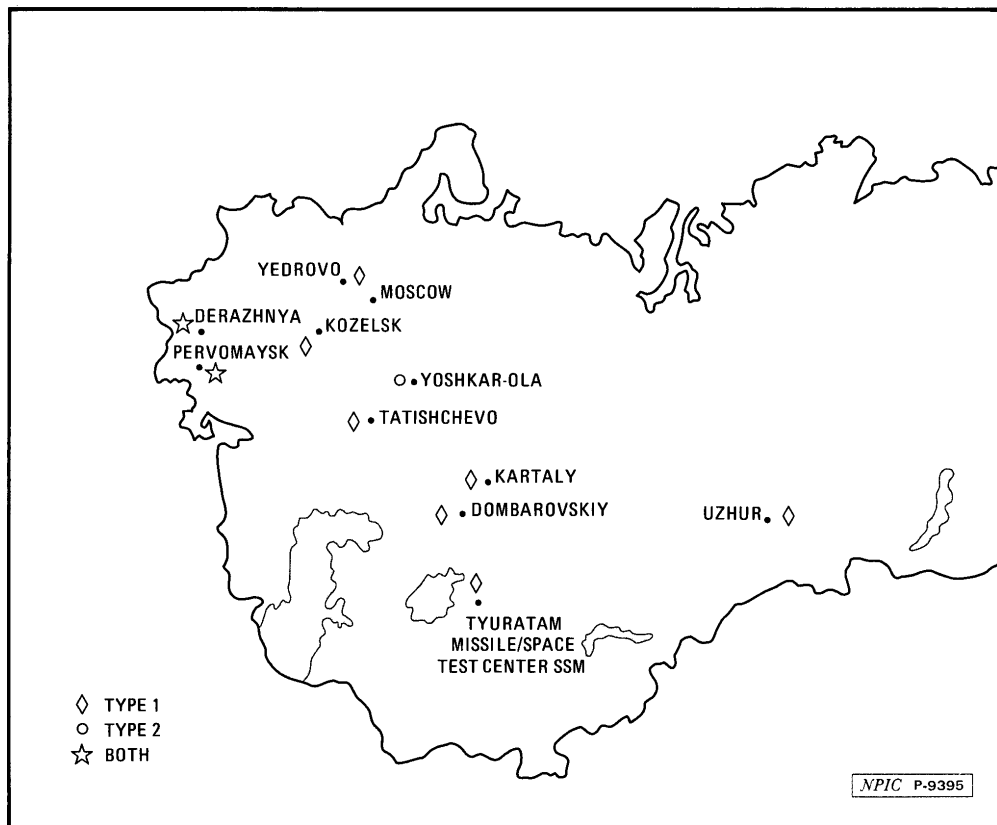 YEDROVO
MOSCOW
DERAZHNYA
KOZELSK
PERVOMAYSK
YOSHKAR-OLA
TATISHCHEVO
KARTALY
DOMBAROVSKIY
UZHUR
TYURATAM
MISSILE/SPACE
TEST CENTER SSM
TYPE 1
TYPE 2
BOTH
NPIC P-9395